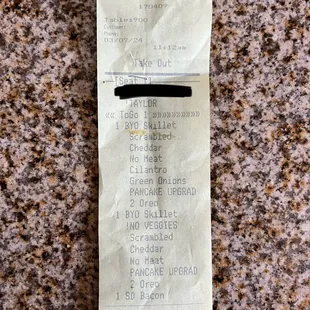 170407
Table#900
03/07/24
11:12am
Take Out
[Seat
TAYLOR
«« ToGo 1 »»»»»»»»»»
1 BYO Skillet
Scrambled
Cheddar
No Meat
Cilantro
Green Onions
PANCAKE UPGRAD
2 Oreo
1 BYO Skillet
!NO VEGGIES
Scrambled
Cheddar
No Meat
PANCAKE UPGRAD
2 Oreo
1 SD Bacon